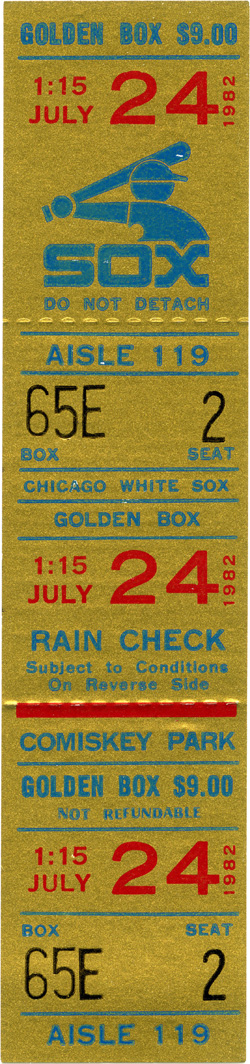 GOLDEN BOX $9.00
1:15
JULY 24 1982
SOX
DO NOT DETACH
AISLE 119
65E 2
BOX SEAT
CHICAGO WHITE SOX
GOLDEN BOX
1:15
JULY 24 1982
RAIN CHECK
Subject to Conditions
On Reverse Side
COMISKEY PARK
GOLDEN BOX $9.00
NOT REFUNDABLE
1:15
JULY 24 1982
BOX SEAT
65E 2
AISLE 119